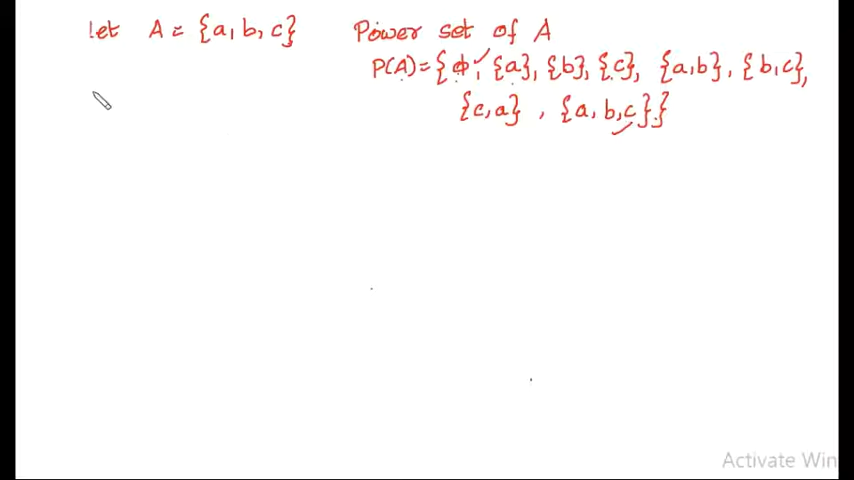 let A = {a, b, c} Power set of A
P(A) = { ϕ, {a}, {b}, {c}, {a,b}, {b,c},
{c,a} , {a, b, c} }
Activate Win